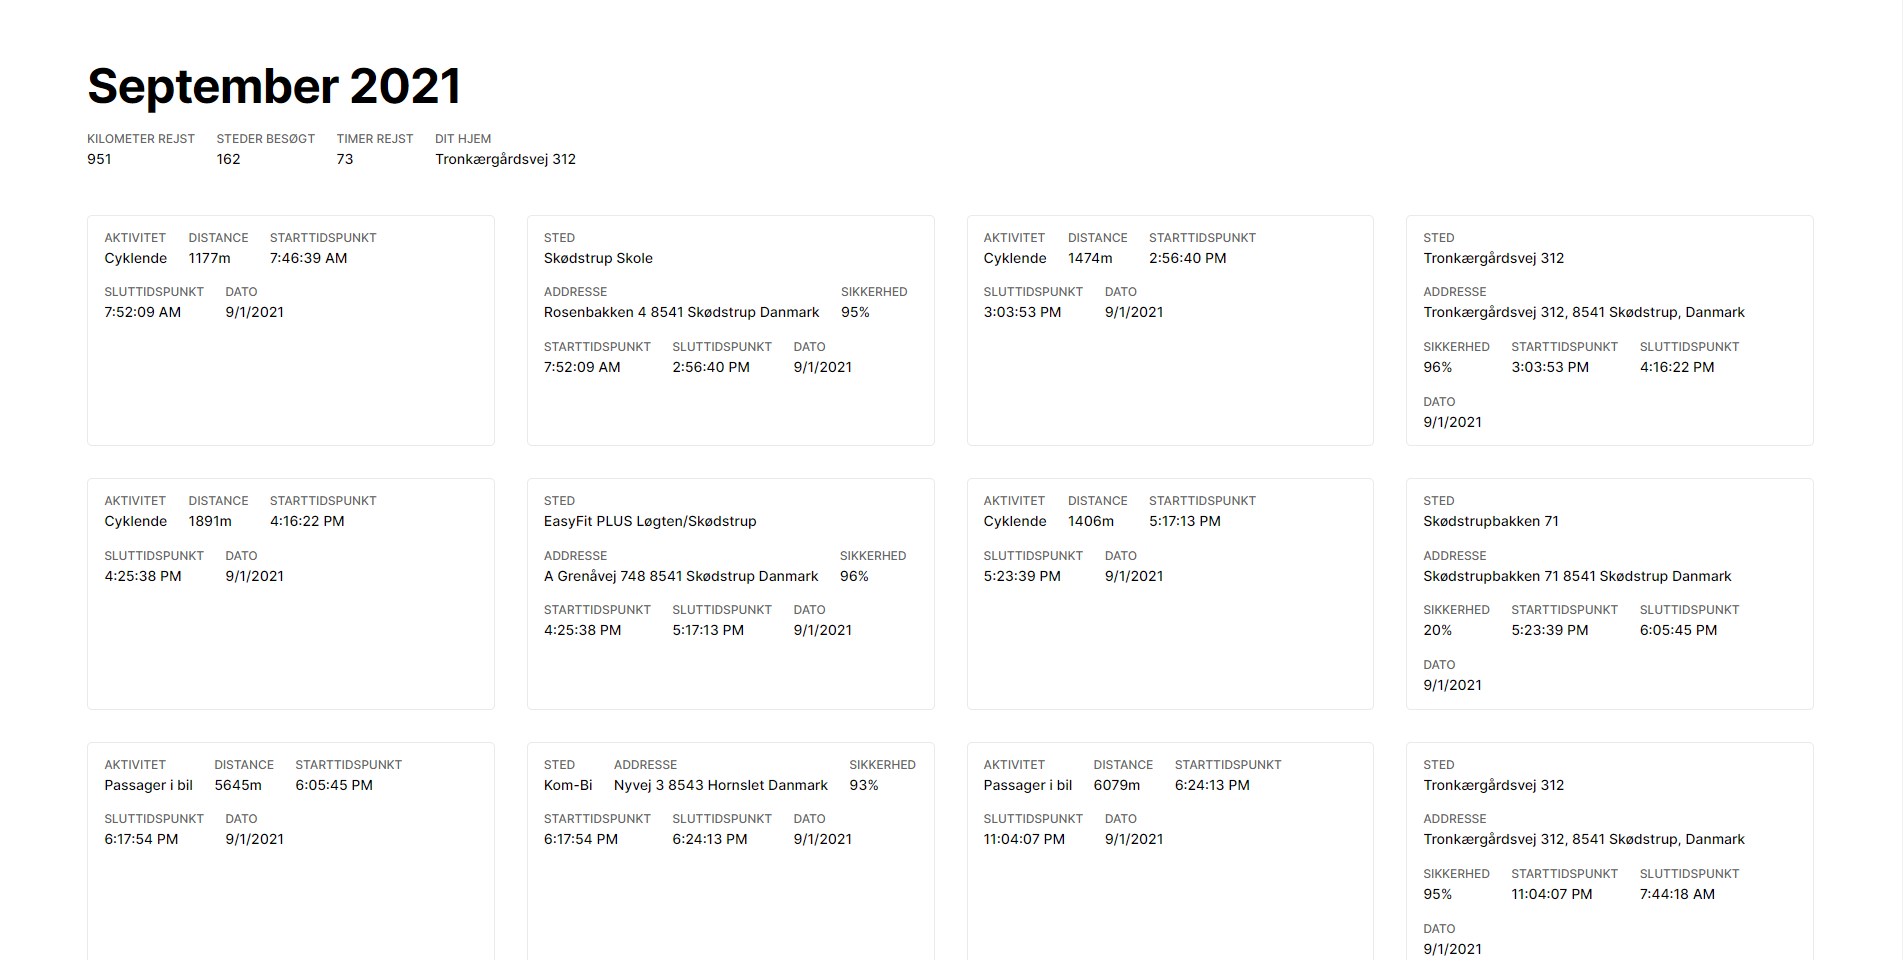 September 2021
KILOMETER REJST STEDER BESØGT TIMER REJST DIT HJEM
951 162 73 Tronkærgårdsvej 312
AKTIVITET DISTANCE STARTTIDSPUNKT
Cyklende 1177m 7:46:39 AM
SLUTTIDSPUNKT DATO
7:52:09 AM 9/1/2021
STED
Skødstrup Skole
ADDRESSE SIKKERHED
Rosenbakken 4 8541 Skødstrup Danmark 95%
STARTTIDSPUNKT SLUTTIDSPUNKT DATO
7:52:09 AM 2:56:40 PM 9/1/2021
AKTIVITET DISTANCE STARTTIDSPUNKT
Cyklende 1474m 2:56:40 PM
SLUTTIDSPUNKT DATO
3:03:53 PM 9/1/2021
STED
Tronkærgårdsvej 312
ADDRESSE
Tronkærgårdsvej 312, 8541 Skødstrup, Danmark
SIKKERHED STARTTIDSPUNKT SLUTTIDSPUNKT
96% 3:03:53 PM 4:16:22 PM
DATO
9/1/2021
AKTIVITET DISTANCE STARTTIDSPUNKT
Cyklende 1891m 4:16:22 PM
SLUTTIDSPUNKT DATO
4:25:38 PM 9/1/2021
STED
EasyFit PLUS Løgten/Skødstrup
ADDRESSE SIKKERHED
A Grenåvej 748 8541 Skødstrup Danmark 96%
STARTTIDSPUNKT SLUTTIDSPUNKT DATO
4:25:38 PM 5:17:13 PM 9/1/2021
AKTIVITET DISTANCE STARTTIDSPUNKT
Cyklende 1406m 5:17:13 PM
SLUTTIDSPUNKT DATO
5:23:39 PM 9/1/2021
STED
Skødstrupbakken 71
ADDRESSE
Skødstrupbakken 71 8541 Skødstrup Danmark
SIKKERHED STARTTIDSPUNKT SLUTTIDSPUNKT
20% 5:23:39 PM 6:05:45 PM
DATO
9/1/2021
AKTIVITET DISTANCE STARTTIDSPUNKT
Passager i bil 5645m 6:05:45 PM
SLUTTIDSPUNKT DATO
6:17:54 PM 9/1/2021
STED ADDRESSE SIKKERHED
Kom-Bi Nyvej 3 8543 Hornslet Danmark 93%
STARTTIDSPUNKT SLUTTIDSPUNKT DATO
6:17:54 PM 6:24:13 PM 9/1/2021
AKTIVITET DISTANCE STARTTIDSPUNKT
Passager i bil 6079m 6:24:13 PM
SLUTTIDSPUNKT DATO
11:04:07 PM 9/1/2021
STED
Tronkærgårdsvej 312
ADDRESSE
Tronkærgårdsvej 312, 8541 Skødstrup, Danmark
SIKKERHED STARTTIDSPUNKT SLUTTIDSPUNKT
95% 11:04:07 PM 7:44:18 AM
DATO
9/1/2021